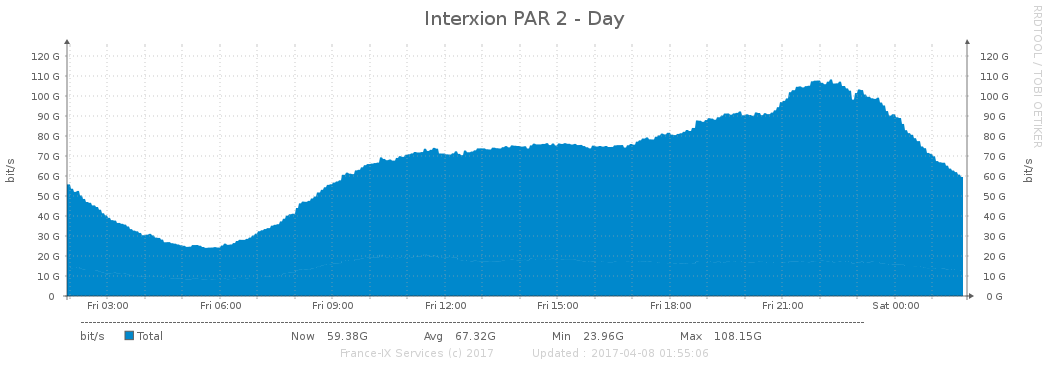 Interxion PAR 2 - Day
RRDTOOL / TOBI OETIKER
120 G 120 G
110 G 110 G
100 G 100 G
90 G 90 G
80 G 80 G
70 G 70 G
60 G 60 G
50 G 50 G
40 G 40 G
30 G 30 G
20 G 20 G
10 G 10 G
0 0 G
bit/s bit/s
Fri 03:00 Fri 06:00 Fri 09:00 Fri 12:00 Fri 15:00 Fri 18:00 Fri 21:00 Sat 00:00
bit/s Total Now 59.38G Avg 67.32G Min 23.96G Max 108.15G
France-IX Services (c) 2017 Updated : 2017-04-08 01:55:06